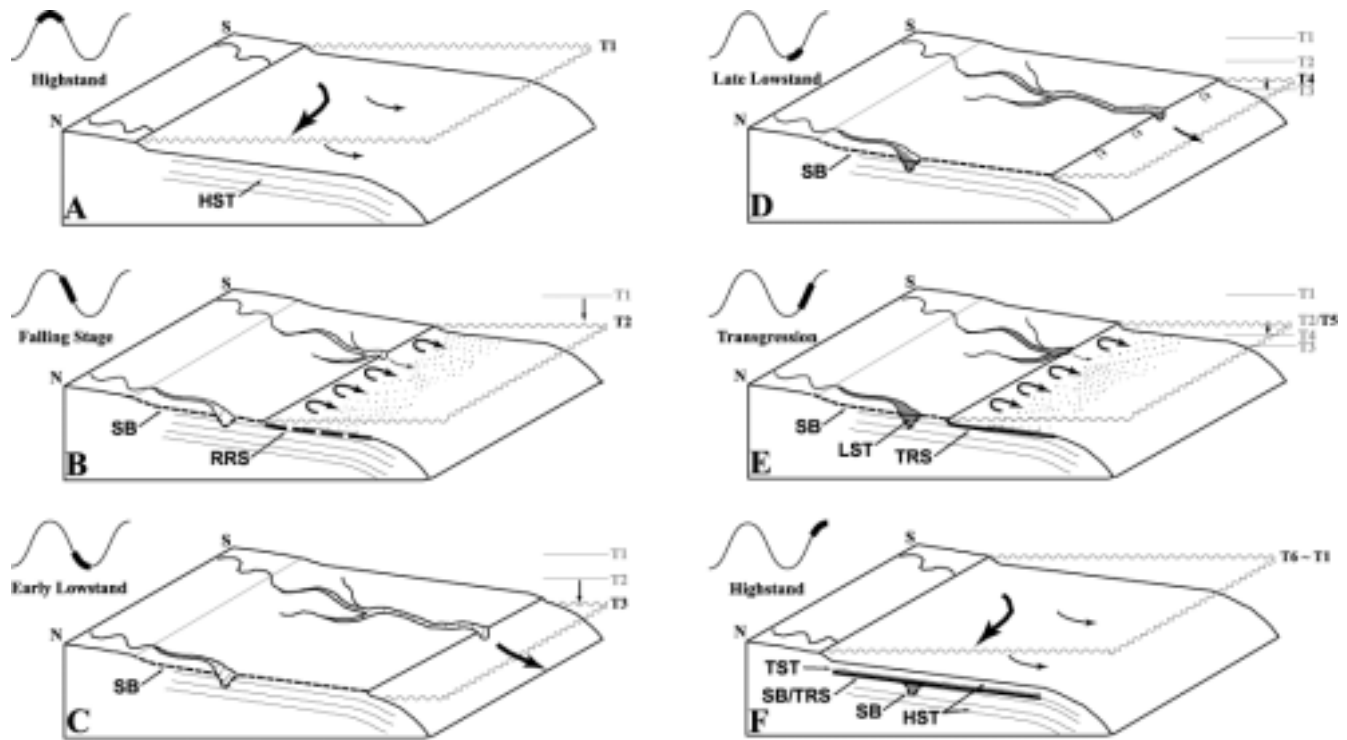 S
T1
Highstand
N
HST
A
S
T1
T2
Late Lowstand
T4
T3
N
SB
D
S
T1
T2
Falling Stage
N
SB
RRS
B
S
T1
T2/T5
Transgression
T4
T3
N
SB
LST
TRS
E
S
T1
T2
Early Lowstand
T3
N
SB
C
S
T6 ~ T1
Highstand
N
TST
SB/TRS
SB
HST
F